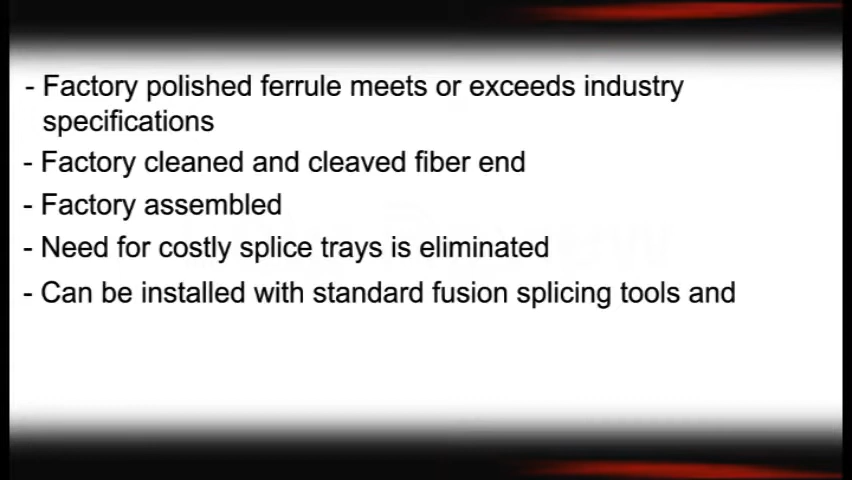 - Factory polished ferrule meets or exceeds industry
specifications
- Factory cleaned and cleaved fiber end
- Factory assembled
- Need for costly splice trays is eliminated
- Can be installed with standard fusion splicing tools and